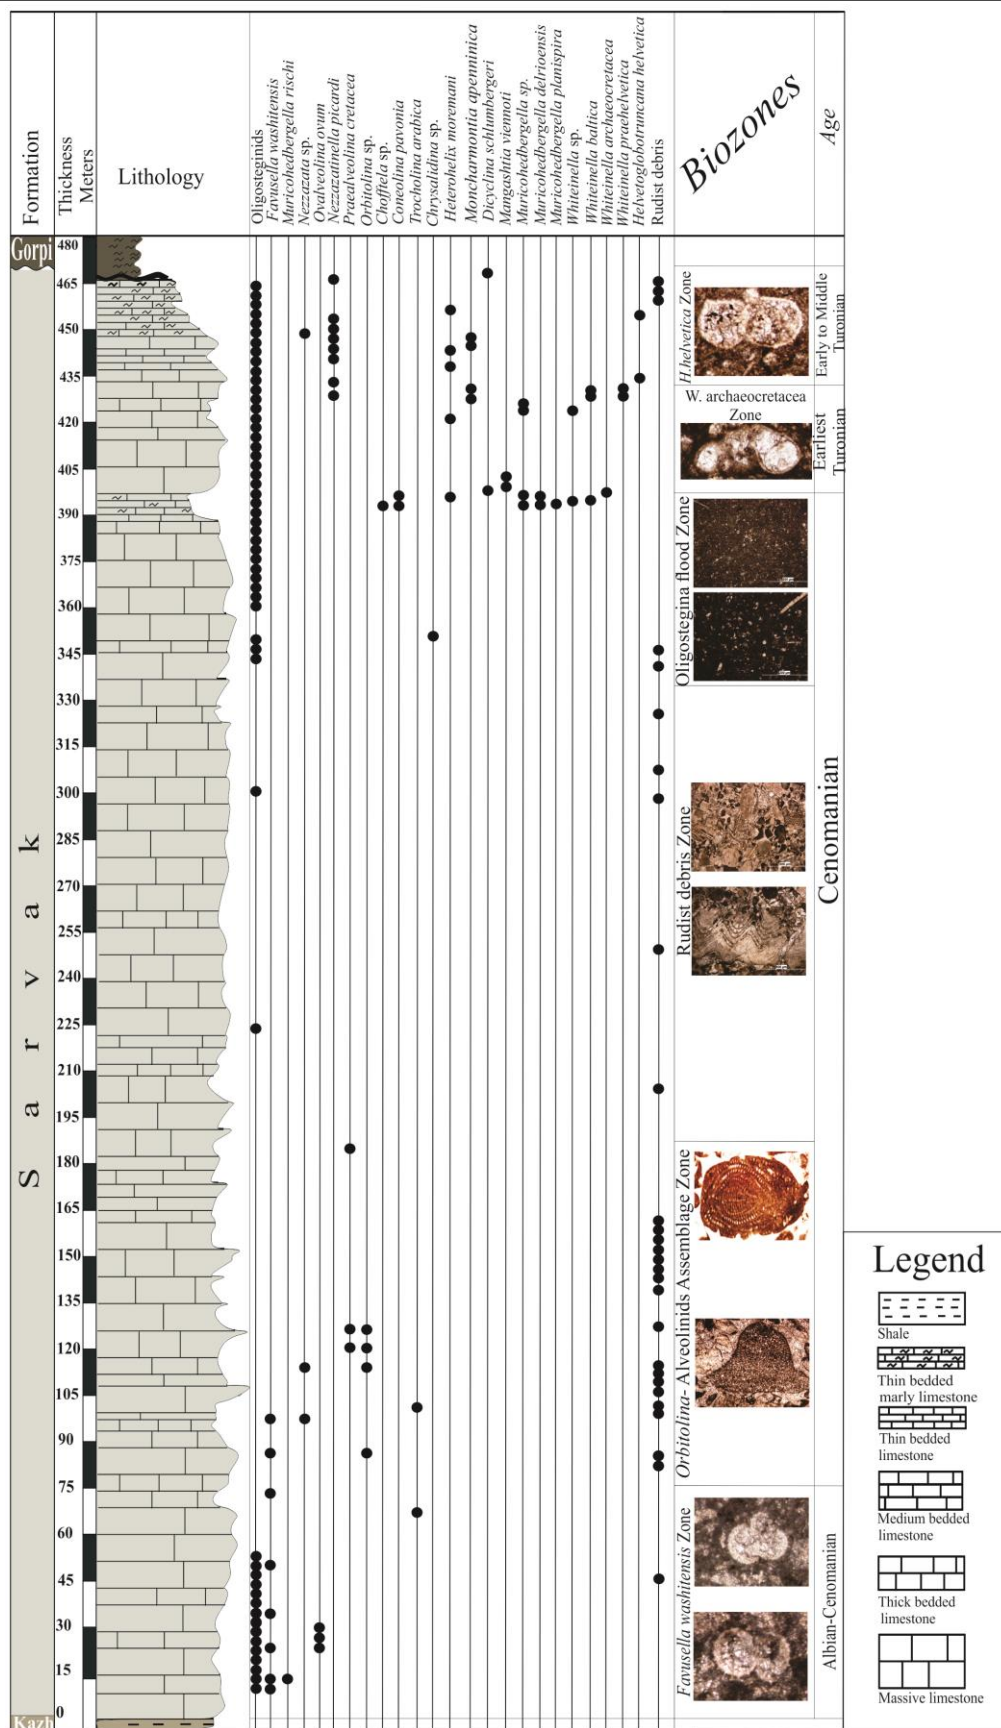 Formation
Thickness
Meters
Lithology
Oligosteginids
Favusella washitensis
Muricohedbergella rischi
Nezzazata sp.
Ovalveolina ovum
Nezzazatinella picardi
Praealveolina cretacea
Orbitolina sp.
Choffiela sp.
Coneolina pavonia
Trocholina arabica
Chrysalidina sp.
Heterohelix moremani
Moncharmontia apenninica
Dicyclina schlumbergeri
Mangashtia viennoti
Muricohedbergella sp.
Muricohedbergella delrioensis
Muricohedbergella planispira
Whiteinella sp.
Whiteinella baltica
Whiteinella archaeocretacea
Whiteinella praehelvetica
Helvetoglobotruncana helvetica
Rudist debris
Biozones
Age
Gorpi
Sarvak
Kazh
480
465
450
435
420
405
390
375
360
345
330
315
300
285
270
255
240
225
210
195
180
165
150
135
120
105
90
75
60
45
30
15
0
H.helvetica Zone
W. archaeocretacea
Zone
Oligostegina flood Zone
Rudist debris Zone
Orbitolina- Alveolinids Assemblage Zone
Favusella washitensis Zone
Early to Middle
Turonian
Earliest
Turonian
Cenomanian
Albian-Cenomanian
Legend
Shale
Thin bedded
marly limestone
Thin bedded
limestone
Medium bedded
limestone
Thick bedded
limestone
Massive limestone